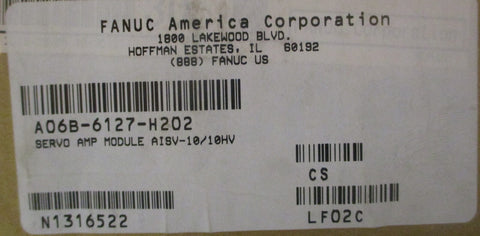 FANUC America Corporation
1800 LAKEWOOD BLVD.
HOFFMAN ESTATES, IL 60192
(888) FANUC US
A06B-6127-H202
SERVO AMP MODULE AISV-10/10HV
CS
N1316522
LF02C